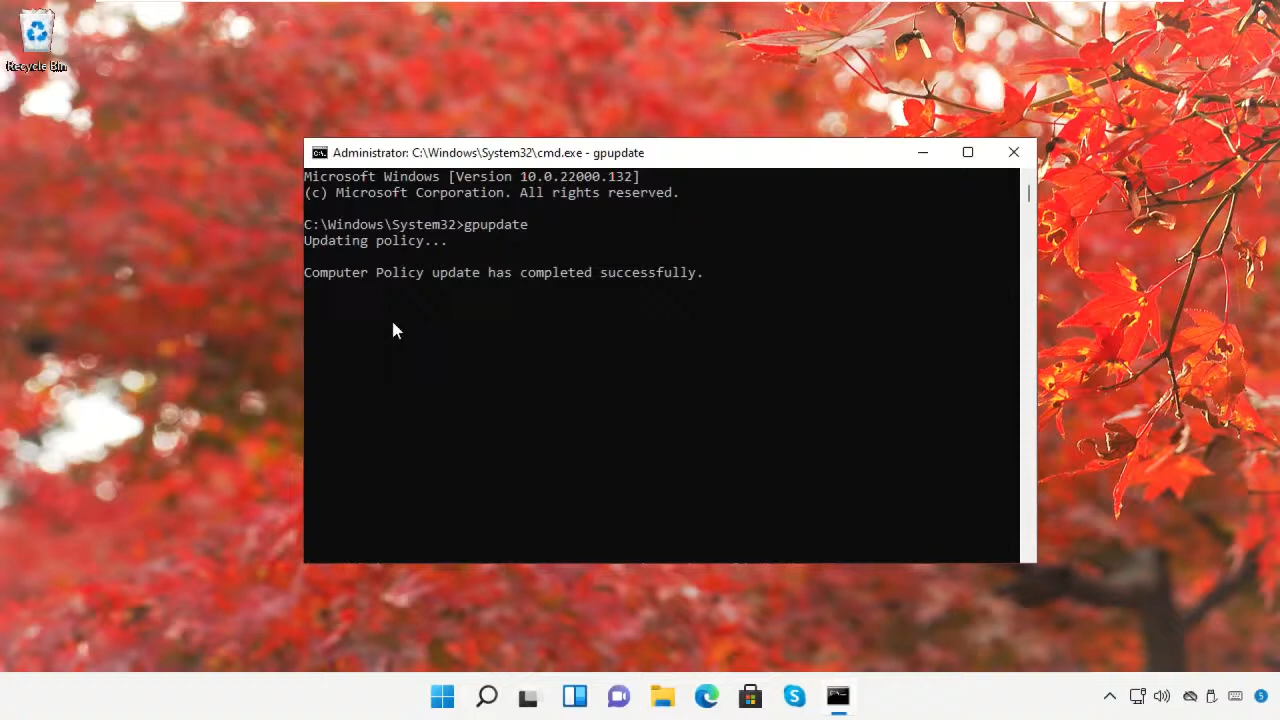 Recycle Bin
Administrator: C:\Windows\System32\cmd.exe - gpupdate
Microsoft Windows [Version 10.0.22000.132]
(c) Microsoft Corporation. All rights reserved.
C:\Windows\System32>gpupdate
Updating policy...
Computer Policy update has completed successfully.
5